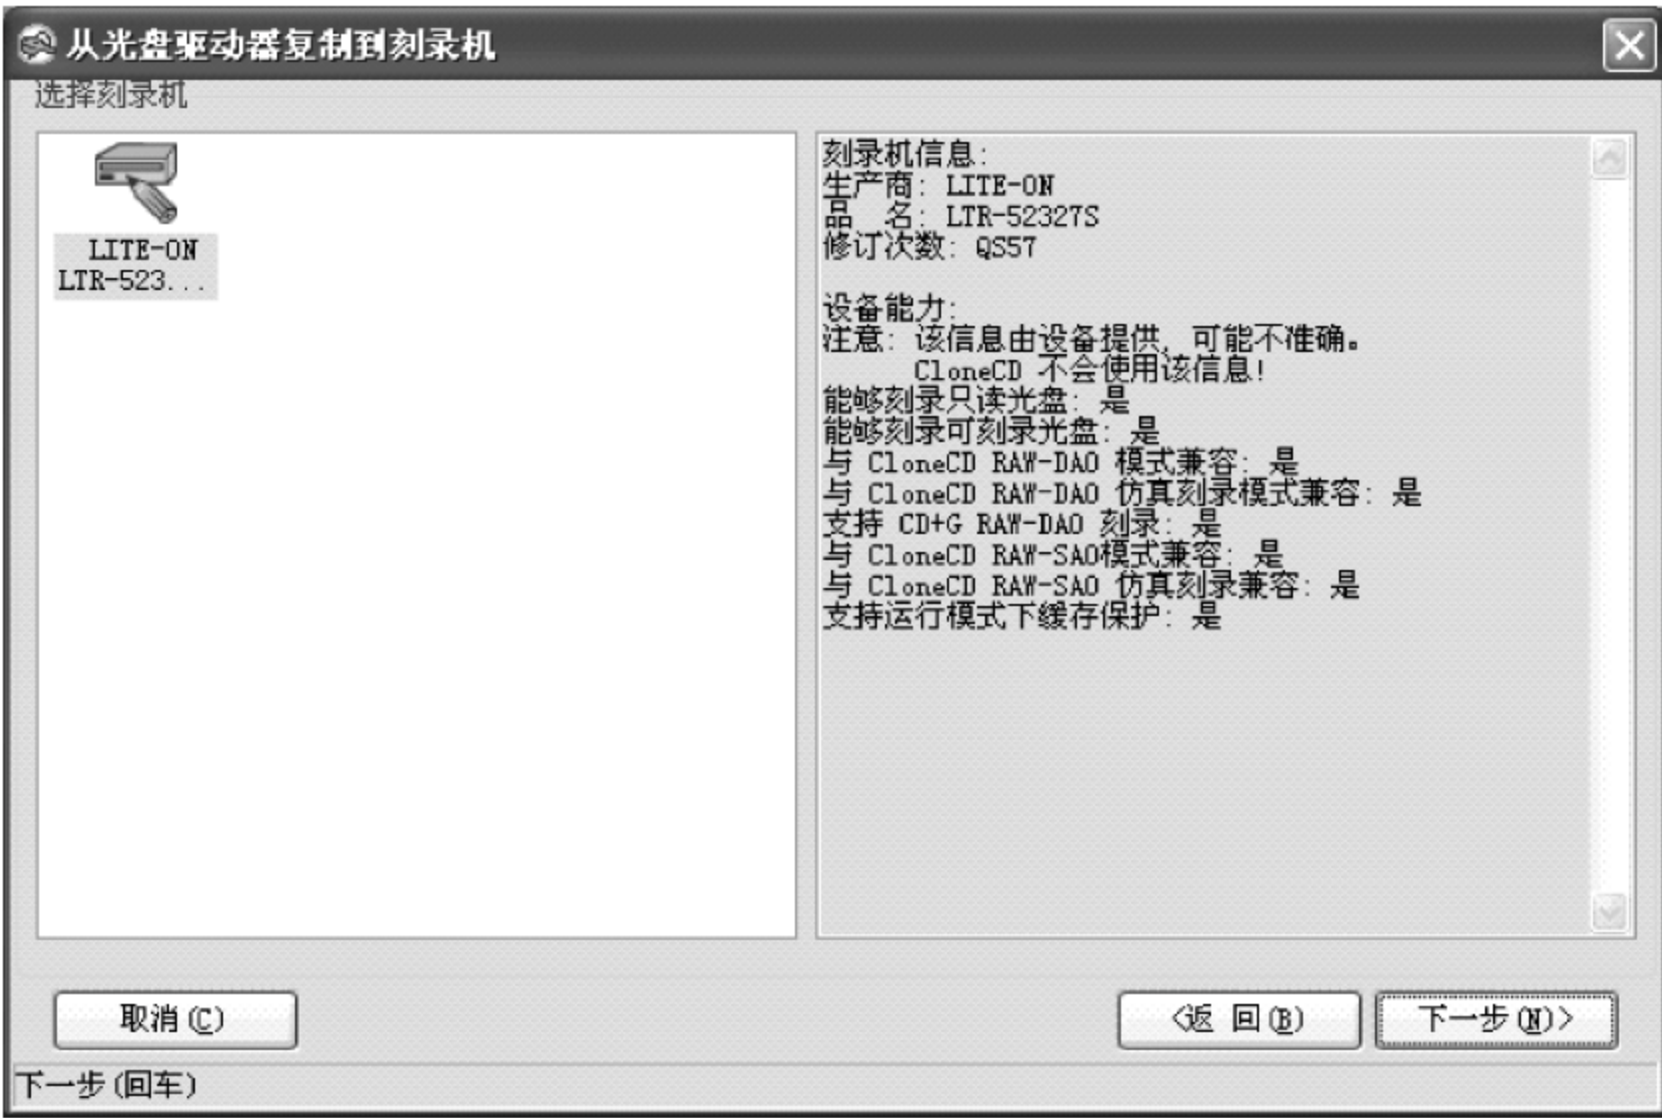 从光盘驱动器复制到刻录机
选择刻录机
LITE-ON
LTR-523...
刻录机信息:
生产商: LITE-ON
品　名: LTR-52327S
修订次数: QS57
设备能力:
注意: 该信息由设备提供, 可能不准确。
CloneCD 不会使用该信息!
能够刻录只读光盘: 是
能够刻录可刻录光盘: 是
与 CloneCD RAW-DAO 模式兼容: 是
与 CloneCD RAW-DAO 仿真刻录模式兼容: 是
支持 CD+G RAW-DAO 刻录: 是
与 CloneCD RAW-SAO模式兼容: 是
与 CloneCD RAW-SAO 仿真刻录兼容: 是
支持运行模式下缓存保护: 是
取消(C)
<返 回(B)
下一步(N)>
下一步(回车)